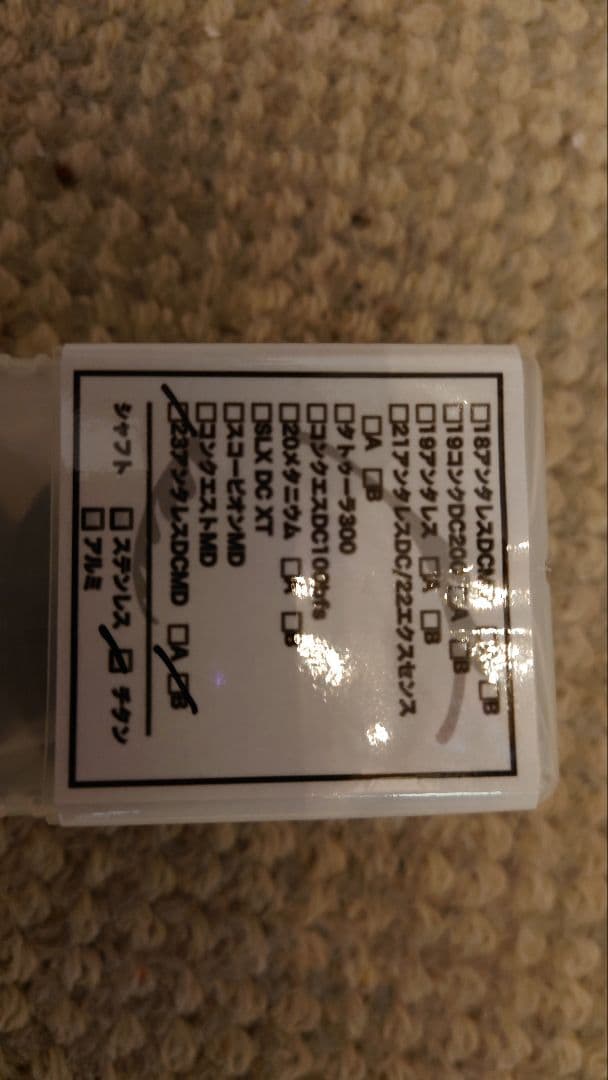 □18アンタレスDCM □B
□19コンクDC20 □A □B
□19アンタレス □A □B
□21アンタレスDC/22エクスセンス
□A □B
□クトゥーラ300
□コンクエスDC10
□20メタニウム □A □B
□SLX DC XT
□スコーピオンMD
□コンクエストMD
☑23アンタレスDCMD □A ☑B
シャフト □ステンレス ☑チタン
□アルミ